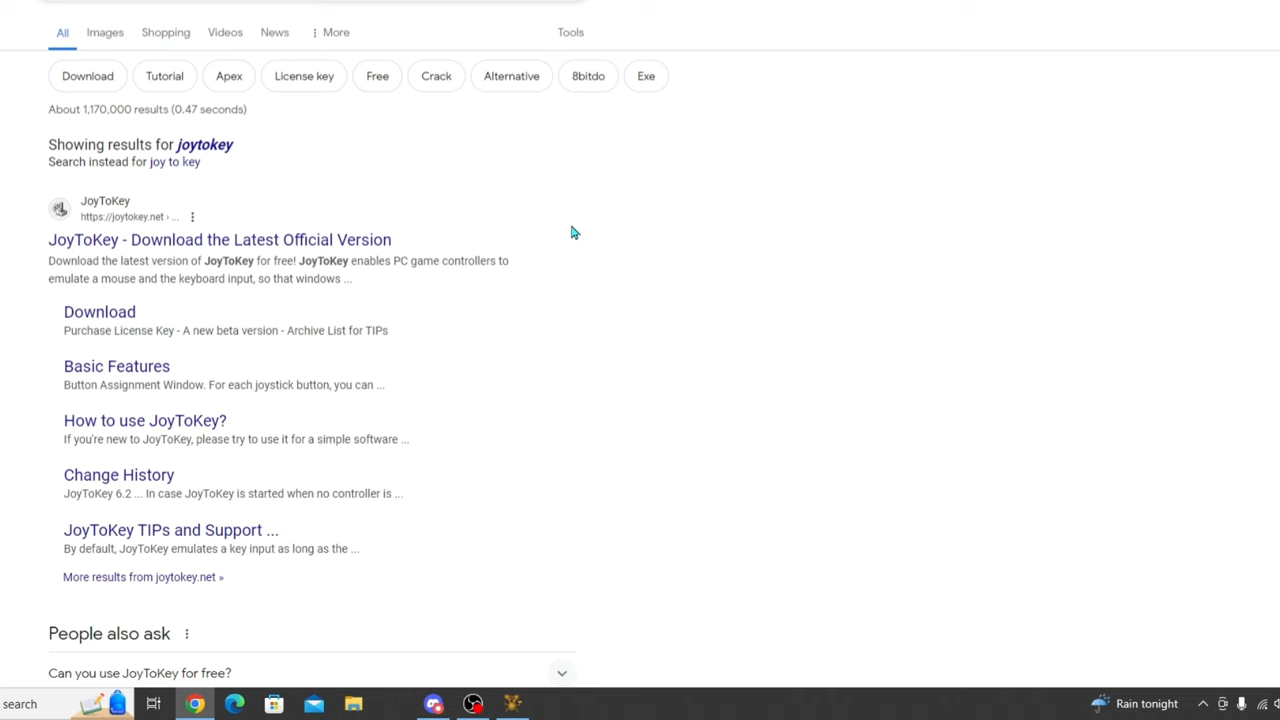 All Images Shopping Videos News More Tools
Download Tutorial Apex License key Free Crack Alternative 8bitdo Exe
About 1,170,000 results (0.47 seconds)
Showing results for joytokey
Search instead for joy to key
JoyToKey
https://joytokey.net › ...
JoyToKey - Download the Latest Official Version
Download the latest version of JoyToKey for free! JoyToKey enables PC game controllers to
emulate a mouse and the keyboard input, so that windows ...
Download
Purchase License Key - A new beta version - Archive List for TIPs
Basic Features
Button Assignment Window. For each joystick button, you can ...
How to use JoyToKey?
If you're new to JoyToKey, please try to use it for a simple software ...
Change History
JoyToKey 6.2 ... In case JoyToKey is started when no controller is ...
JoyToKey TIPs and Support ...
By default, JoyToKey emulates a key input as long as the ...
More results from joytokey.net »
People also ask
Can you use JoyToKey for free?
search
Rain tonight